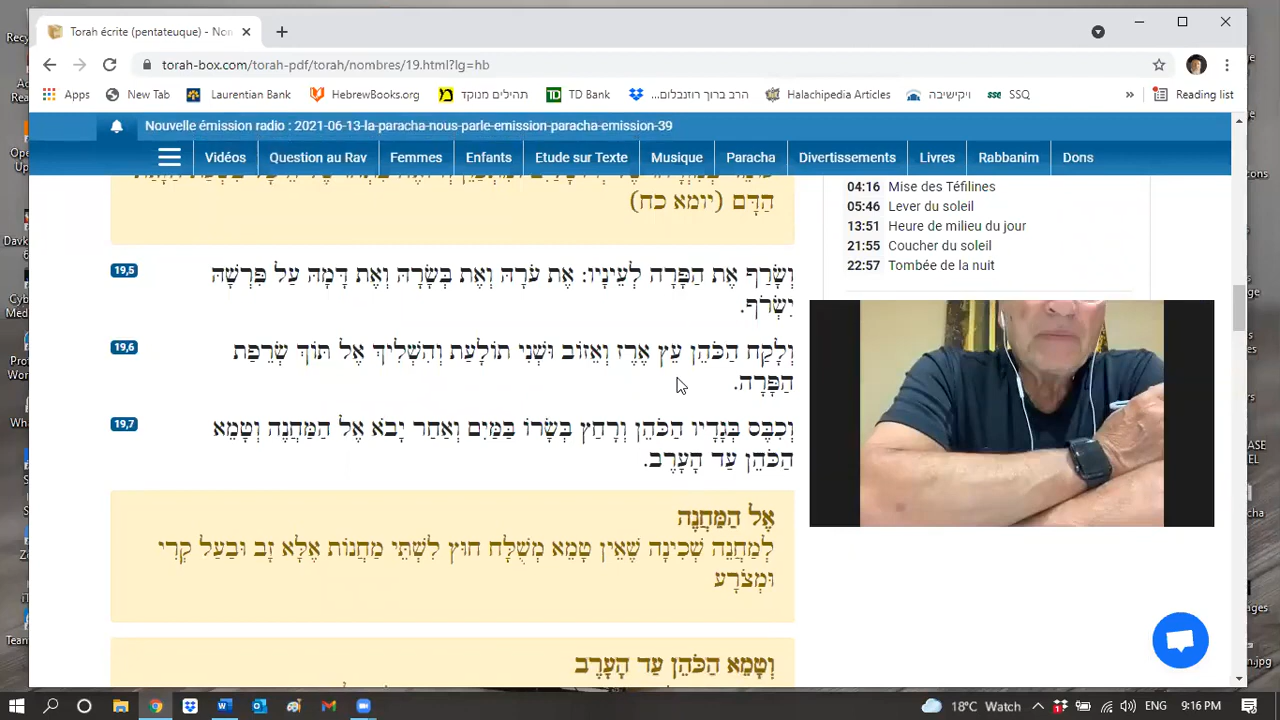 Torah écrite (pentateuque) - Nor
torah-box.com/torah-pdf/torah/nombres/19.html?lg=hb
Apps New Tab Laurentian Bank HebrewBooks.org תהילים מנוקד TD Bank הרב ברוך רוזנבלום... Halachipedia Articles ויקישיבה SSQ » Reading list
Nouvelle émission radio : 2021-06-13-la-paracha-nous-parle-emission-paracha-emission-39
Vidéos Question au Rav Femmes Enfants Etude sur Texte Musique Paracha Divertissements Livres Rabbanim Dons
הַדָּם (יומא כח)
19,5 וְשָׂרַף אֶת הַפָּרָה לְעֵינָיו: אֶת עֹרָהּ וְאֶת בְּשָׂרָהּ וְאֶת דָּמָהּ עַל פִּרְשָׁהּ
יִשְׂרֹף.
19,6 וְלָקַח הַכֹּהֵן עֵץ אֶרֶז וְאֵזוֹב וּשְׁנִי תוֹלָעַת וְהִשְׁלִיךְ אֶל תּוֹךְ שְׂרֵפַת
הַפָּרָה.
19,7 וְכִבֶּס בְּגָדָיו הַכֹּהֵן וְרָחַץ בְּשָׂרוֹ בַּמַּיִם וְאַחַר יָבֹא אֶל הַמַּחֲנֶה וְטָמֵא
הַכֹּהֵן עַד הָעָרֶב.
אֶל הַמַּחֲנֶה
לְמַחֲנֵה שְׁכִינָה שֶׁאֵין טָמֵא מְשֻׁלָּח חוּץ לִשְׁתֵּי מַחֲנוֹת אֶלָּא זָב וּבַעַל קְרִי
וּמְצֹרָע
וְטָמֵא הַכֹּהֵן עַד הָעָרֶב
04:16 Mise des Téfilines
05:46 Lever du soleil
13:51 Heure de milieu du jour
21:55 Coucher du soleil
22:57 Tombée de la nuit
18°C Watch ENG 9:16 PM